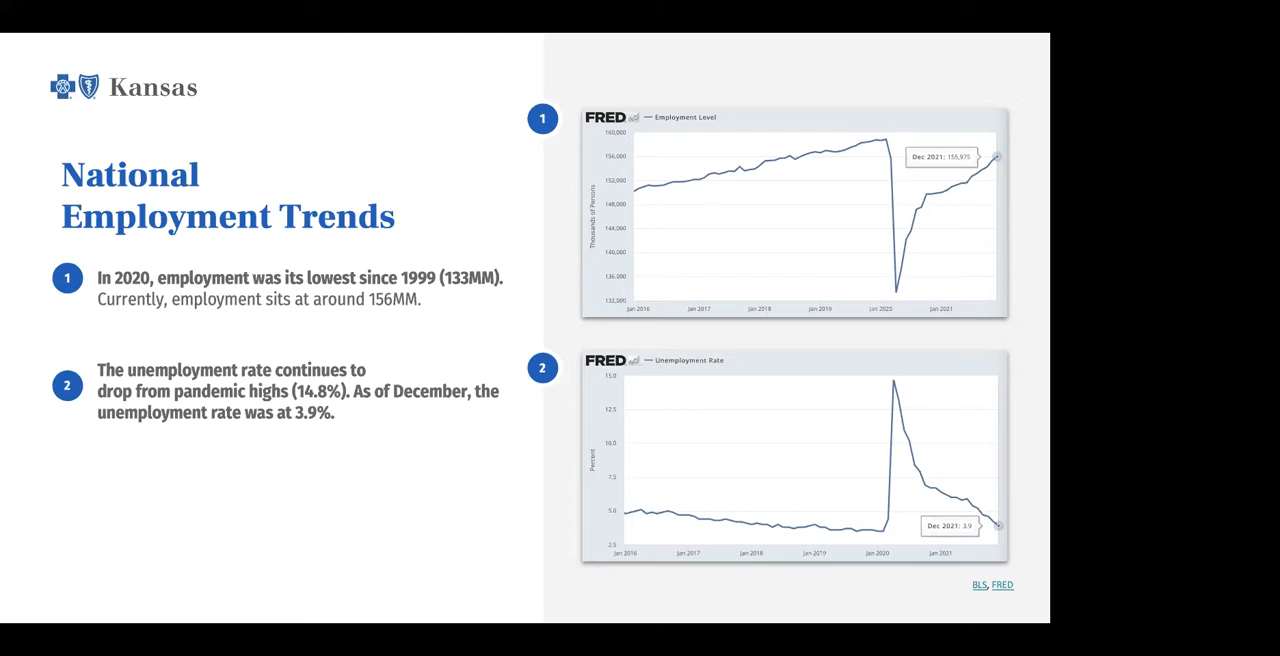 Kansas
National
Employment Trends
1
In 2020, employment was its lowest since 1999 (133MM).
Currently, employment sits at around 156MM.
2
The unemployment rate continues to
drop from pandemic highs (14.8%). As of December, the
unemployment rate was at 3.9%.
1
FRED — Employment Level
160,000
156,000
152,000
148,000
144,000
140,000
136,000
132,000
Thousands of Persons
Dec 2021: 155,975
Jan 2016 Jan 2017 Jan 2018 Jan 2019 Jan 2020 Jan 2021
2
FRED — Unemployment Rate
15.0
12.5
10.0
7.5
5.0
2.5
Percent
Dec 2021: 3.9
Jan 2016 Jan 2017 Jan 2018 Jan 2019 Jan 2020 Jan 2021
BLS, FRED